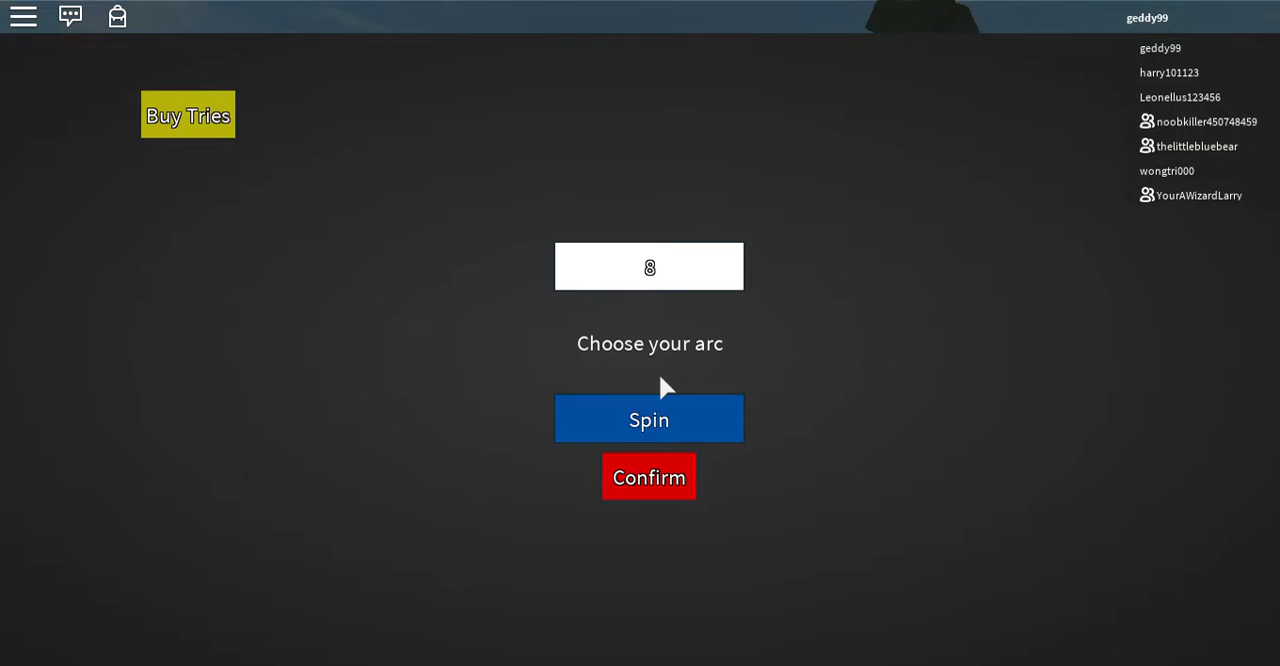 geddy99
geddy99
harry101123
Leonellus123456
noobkiller450748459
thelittlebluebear
wongtri000
YourAWizardLarry
Buy Tries
8
Choose your arc
Spin
Confirm